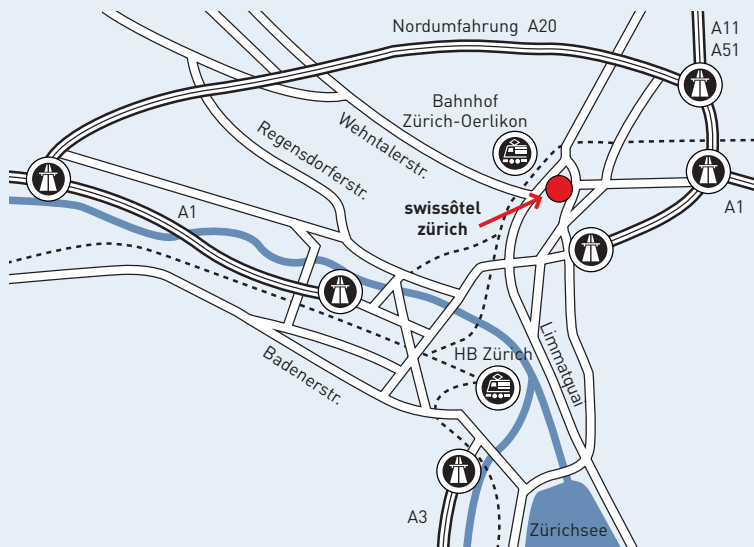 Nordumfahrung A20
A11
A51
Bahnhof
Zürich-Oerlikon
Wehntalerstr.
Regensdorferstr.
swissôtel
zürich
A1
A1
HB Zürich
Limmatquai
Badenerstr.
A3
Zürichsee